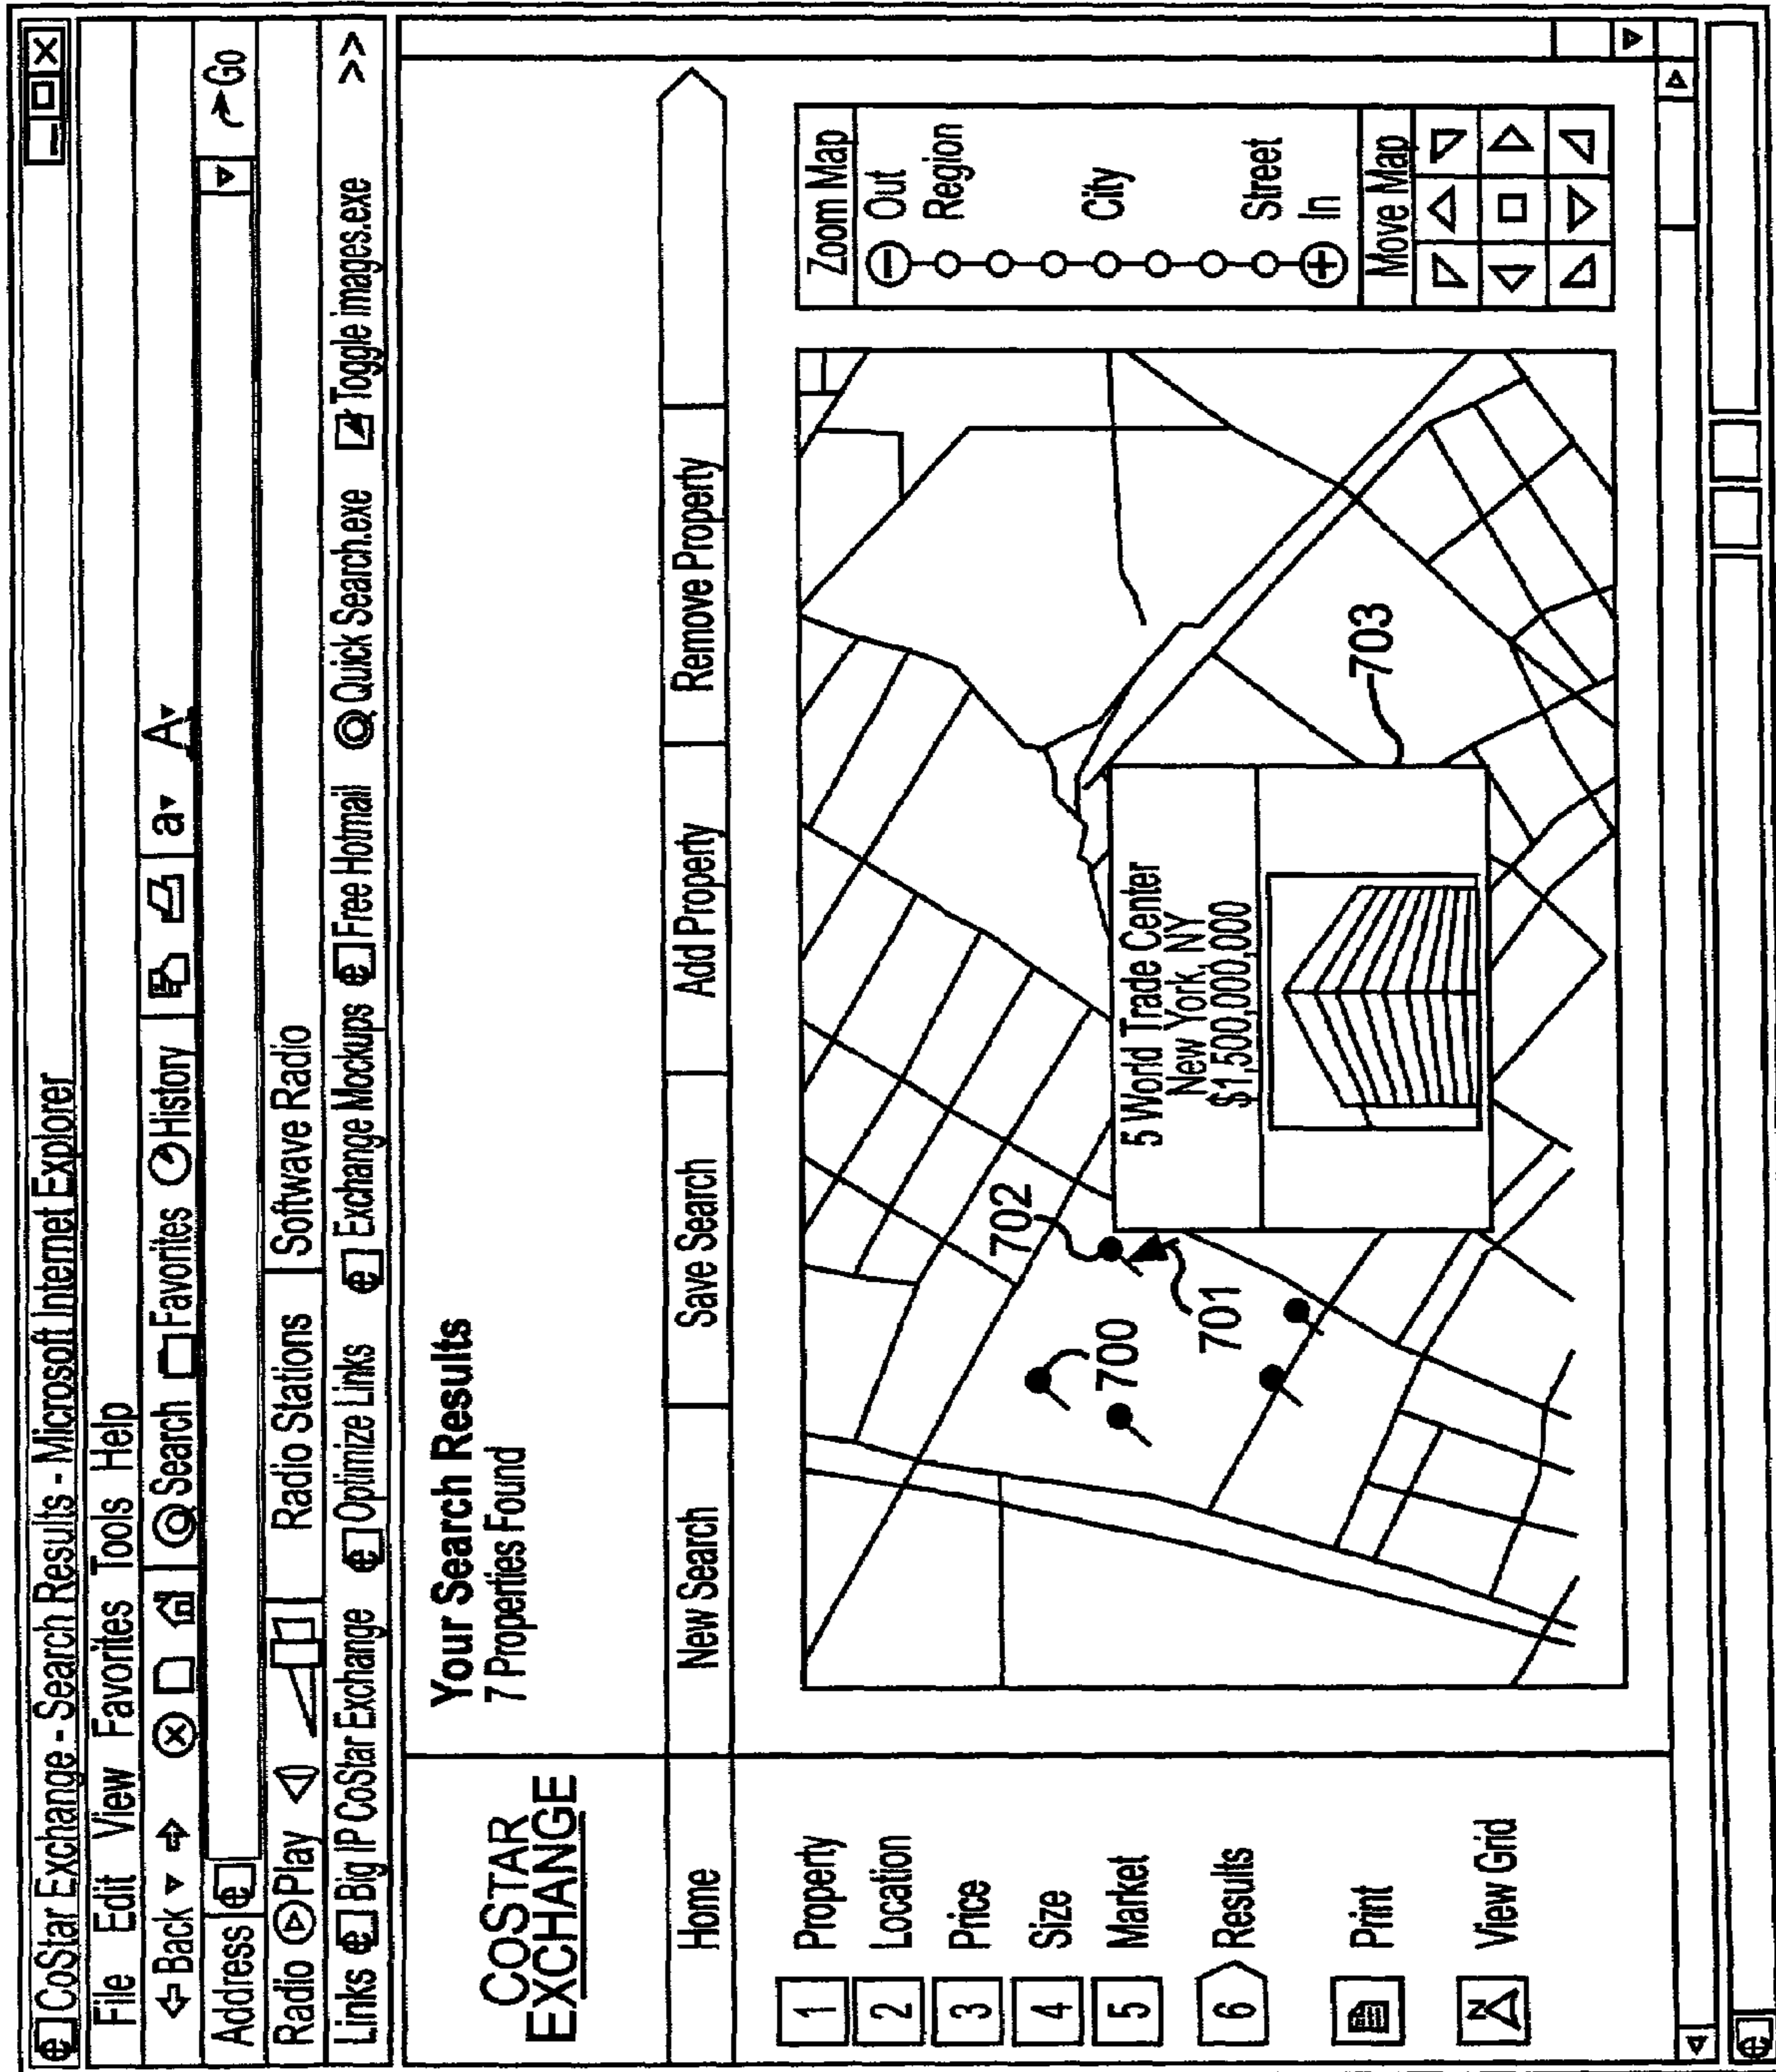 CoStar Exchange - Search Results - Microsoft Internet Explorer
File Edit View Favorites Tools Help
Back Search Favorites History a A
Address Go
Radio Play Radio Stations Softwave Radio
Links Big IP CoStar Exchange Optimize Links Exchange Mockups Free Hotmail Quick Search.exe Toggle images.exe >>
COSTAR
EXCHANGE
Your Search Results
7 Properties Found
Home New Search Save Search Add Property Remove Property
1 Property
2 Location
3 Price
4 Size
5 Market
6 Results
Print
N View Grid
700
701
702
703
5 World Trade Center
New York, NY
$1,500,000,000
Zoom Map
Out
Region
City
Street
In
Move Map